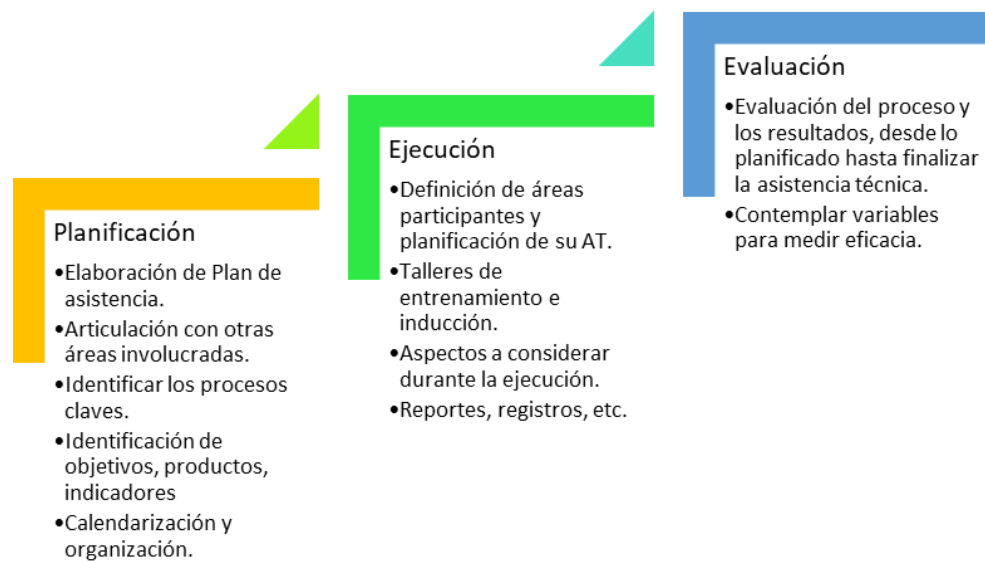 Planificación
•Elaboración de Plan de
asistencia.
•Articulación con otras
áreas involucradas.
•Identificar los procesos
claves.
•Identificación de
objetivos, productos,
indicadores
•Calendarización y
organización.
Ejecución
•Definición de áreas
participantes y
planificación de su AT.
•Talleres de
entrenamiento e
inducción.
•Aspectos a considerar
durante la ejecución.
•Reportes, registros, etc.
Evaluación
•Evaluación del proceso y
los resultados, desde lo
planificado hasta finalizar
la asistencia técnica.
•Contemplar variables
para medir eficacia.